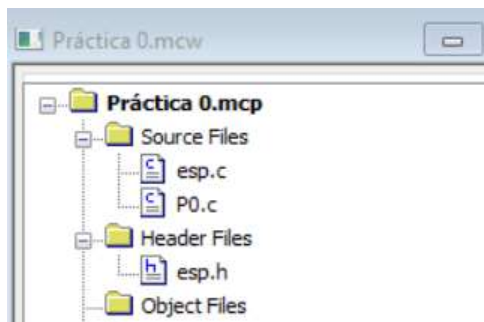 Práctica 0.mcw
Práctica 0.mcp
Source Files
esp.c
P0.c
Header Files
esp.h
Object Files